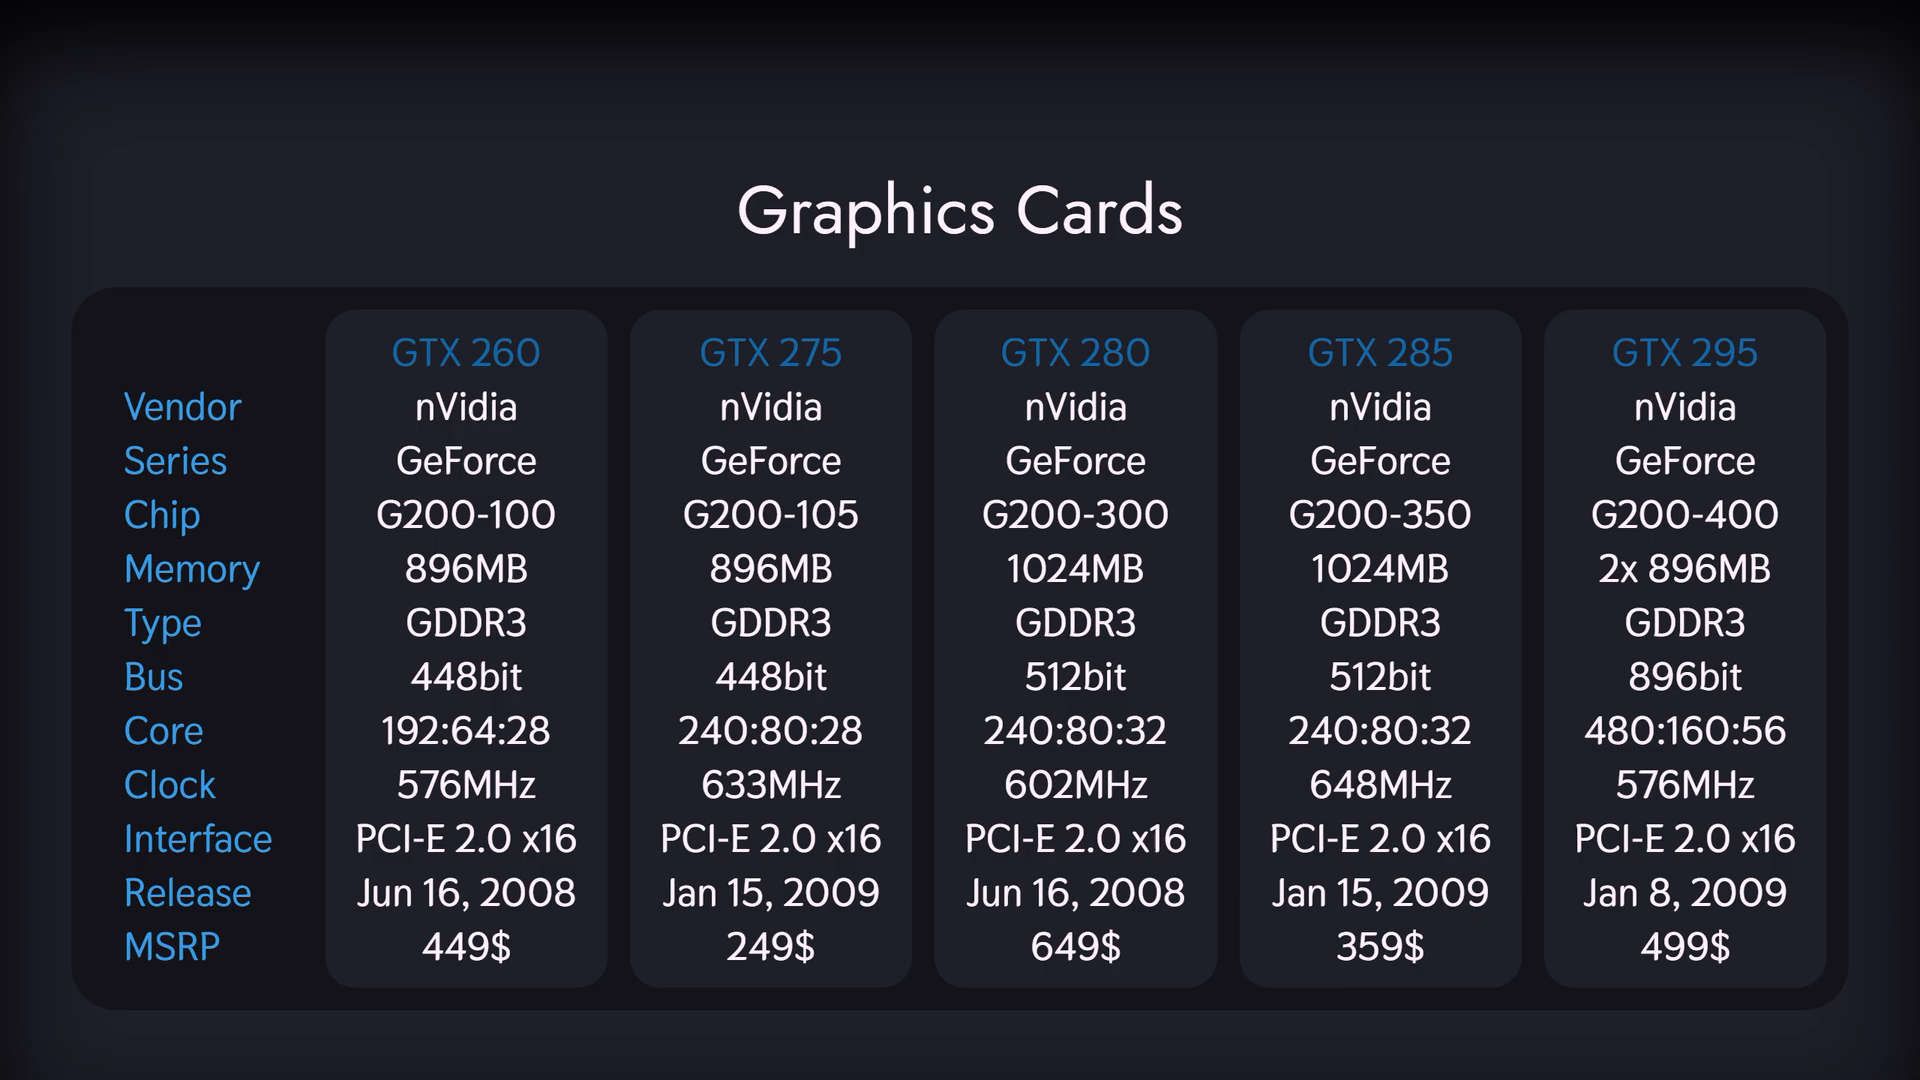 Graphics Cards
GTX 260 GTX 275 GTX 280 GTX 285 GTX 295
Vendor nVidia nVidia nVidia nVidia nVidia
Series GeForce GeForce GeForce GeForce GeForce
Chip G200-100 G200-105 G200-300 G200-350 G200-400
Memory 896MB 896MB 1024MB 1024MB 2x 896MB
Type GDDR3 GDDR3 GDDR3 GDDR3 GDDR3
Bus 448bit 448bit 512bit 512bit 896bit
Core 192:64:28 240:80:28 240:80:32 240:80:32 480:160:56
Clock 576MHz 633MHz 602MHz 648MHz 576MHz
Interface PCI-E 2.0 x16 PCI-E 2.0 x16 PCI-E 2.0 x16 PCI-E 2.0 x16 PCI-E 2.0 x16
Release Jun 16, 2008 Jan 15, 2009 Jun 16, 2008 Jan 15, 2009 Jan 8, 2009
MSRP 449$ 249$ 649$ 359$ 499$